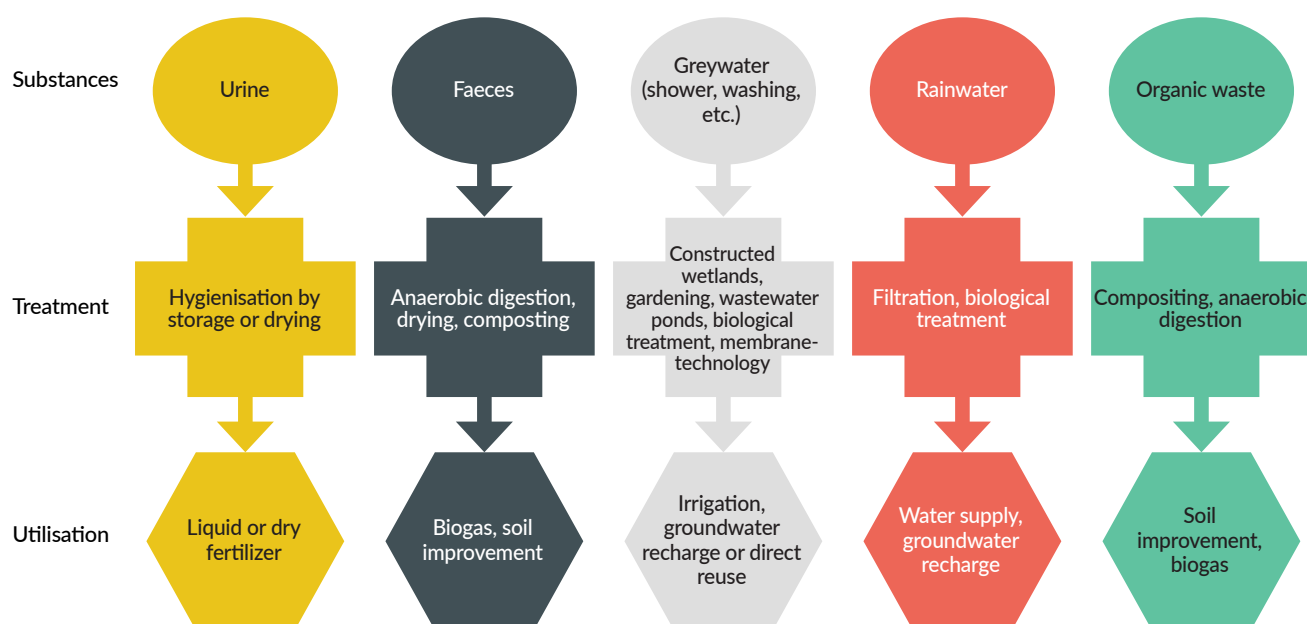 Substances
Urine
Faeces
Greywater
(shower, washing,
etc.)
Rainwater
Organic waste
Treatment
Hygienisation by
storage or drying
Anaerobic digestion,
drying, composting
Constructed
wetlands,
gardening, wastewater
ponds, biological
treatment, membrane-
technology
Filtration, biological
treatment
Compositing, anaerobic
digestion
Utilisation
Liquid or dry
fertilizer
Biogas, soil
improvement
Irrigation,
groundwater
recharge or direct
reuse
Water supply,
groundwater
recharge
Soil
improvement,
biogas